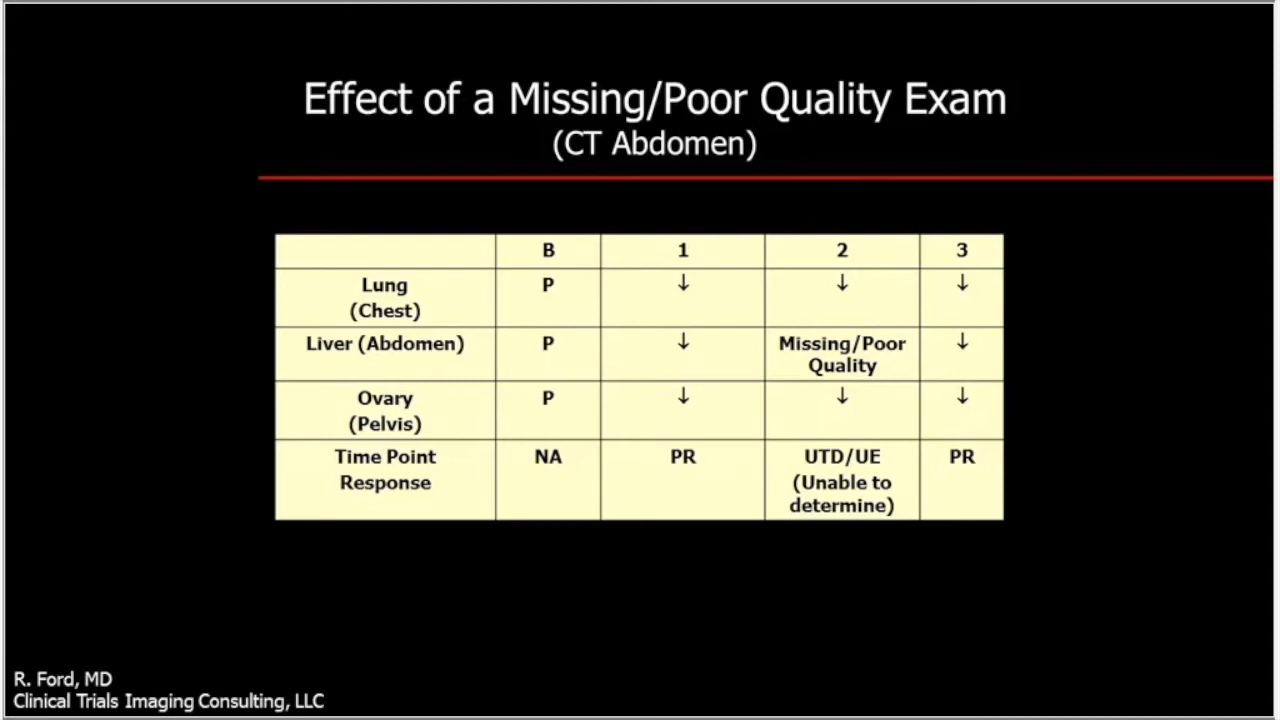 Effect of a Missing/Poor Quality Exam
(CT Abdomen)
B 1 2 3
Lung P ↓ ↓ ↓
(Chest)
Liver (Abdomen) P ↓ Missing/Poor ↓
Quality
Ovary P ↓ ↓ ↓
(Pelvis)
Time Point NA PR UTD/UE PR
Response (Unable to
determine)
R. Ford, MD
Clinical Trials Imaging Consulting, LLC